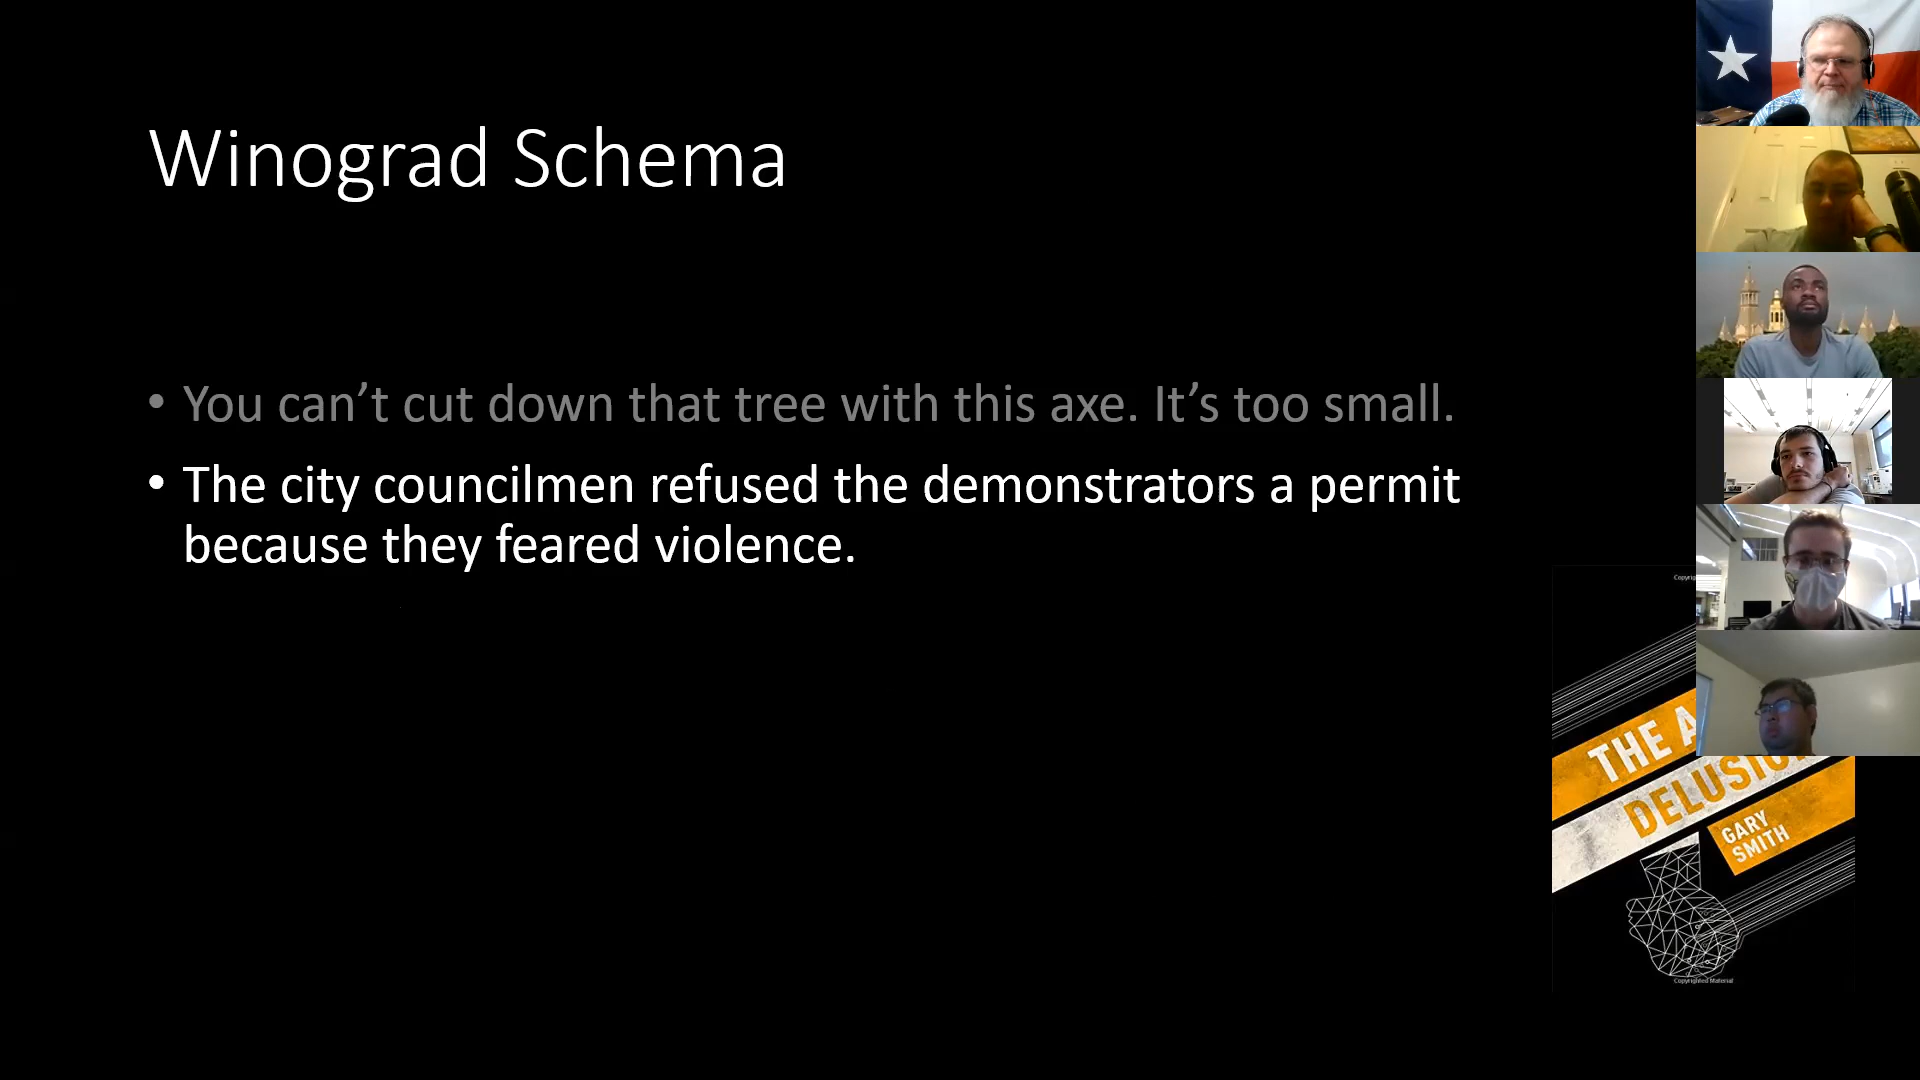 Winograd Schema
• You can’t cut down that tree with this axe. It’s too small.
• The city councilmen refused the demonstrators a permit
because they feared violence.
THE
DELUSION
GARY
SMITH
Copyrighted Material